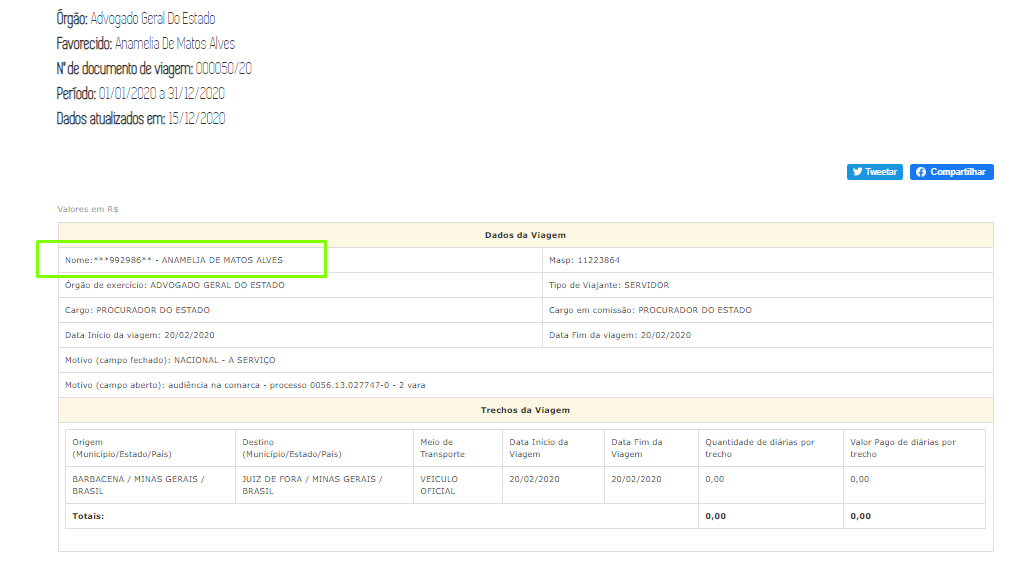 Órgão: Advogado Geral Do Estado
Favorecido: Anamelia De Matos Alves
N° de documento de viagem: 000050/20
Período: 01/01/2020 a 31/12/2020
Dados atualizados em: 15/12/2020
Tweetar
Compartilhar
Valores em R$
Dados da Viagem
Nome:***992986** - ANAMELIA DE MATOS ALVES
Masp: 11223864
Órgão de exercício: ADVOGADO GERAL DO ESTADO
Tipo de Viajante: SERVIDOR
Cargo: PROCURADOR DO ESTADO
Cargo em comissão: PROCURADOR DO ESTADO
Data Início da viagem: 20/02/2020
Data Fim da viagem: 20/02/2020
Motivo (campo fechado): NACIONAL - A SERVIÇO
Motivo (campo aberto): audiência na comarca - processo 0056.13.027747-0 - 2 vara
Trechos da Viagem
Origem
(Município/Estado/País)
Destino
(Município/Estado/País)
Meio de
Transporte
Data Início da
Viagem
Data Fim da
Viagem
Quantidade de diárias por
trecho
Valor Pago de diárias por
trecho
BARBACENA / MINAS GERAIS /
BRASIL
JUIZ DE FORA / MINAS GERAIS /
BRASIL
VEICULO
OFICIAL
20/02/2020
20/02/2020
0,00
0,00
Totais:
0,00
0,00